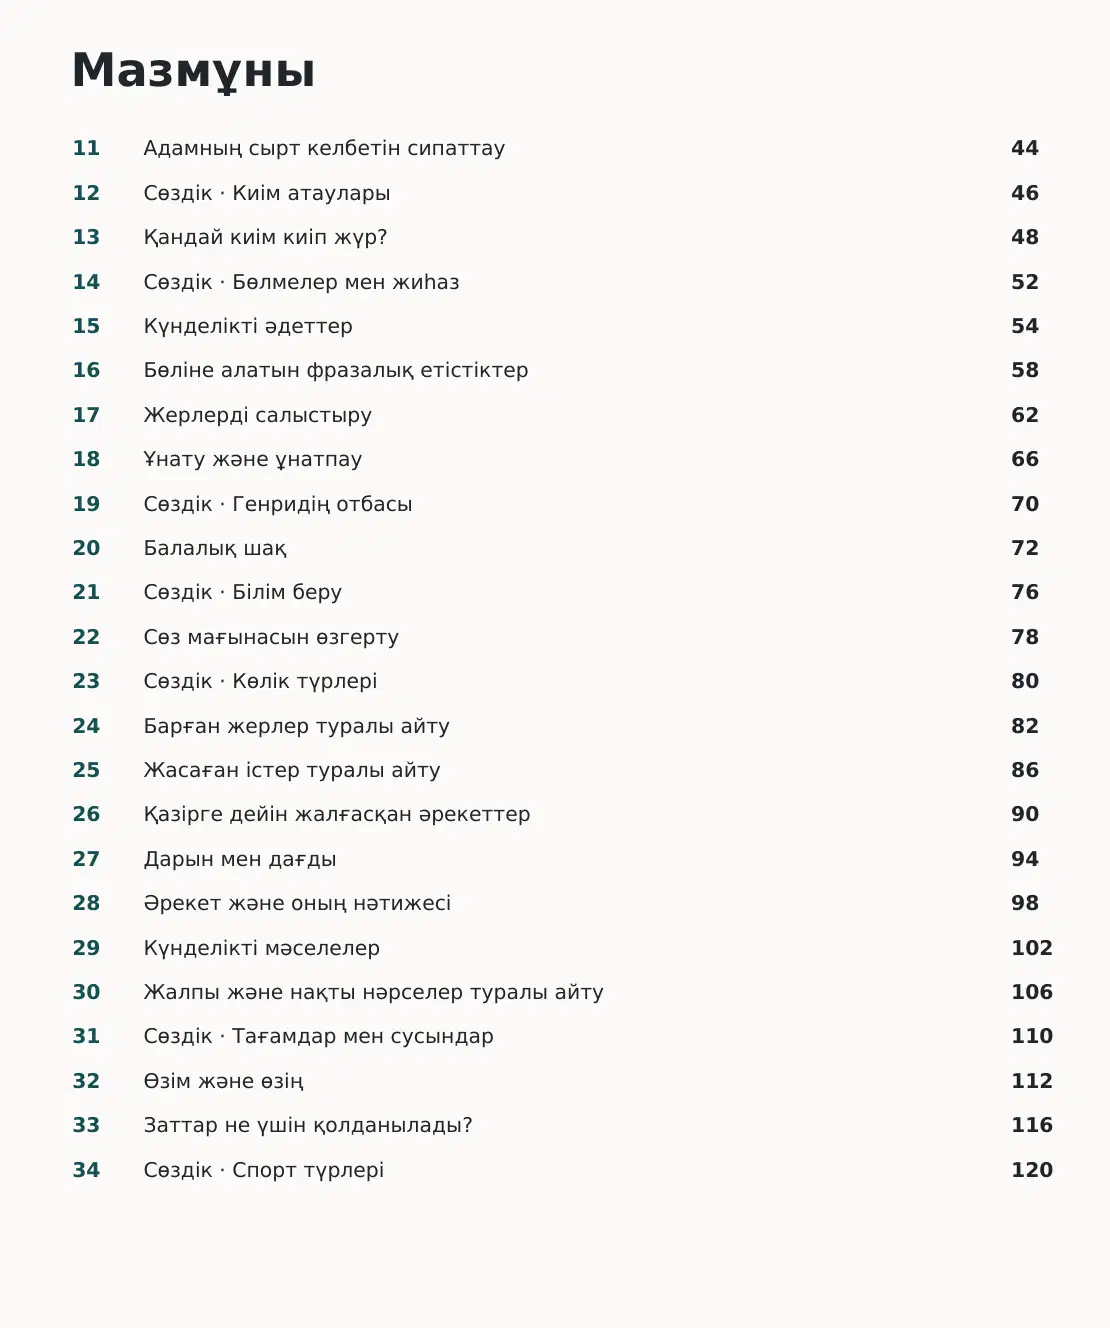 Мазмұны
11 Адамның сырт келбетін сипаттау 44
12 Сөздік · Киім атаулары 46
13 Қандай киім киіп жүр? 48
14 Сөздік · Бөлмелер мен жиһаз 52
15 Күнделікті әдеттер 54
16 Бөліне алатын фразалық етістіктер 58
17 Жерлерді салыстыру 62
18 Ұнату және ұнатпау 66
19 Сөздік · Генридің отбасы 70
20 Балалық шақ 72
21 Сөздік · Білім беру 76
22 Сөз мағынасын өзгерту 78
23 Сөздік · Көлік түрлері 80
24 Барған жерлер туралы айту 82
25 Жасаған істер туралы айту 86
26 Қазірге дейін жалғасқан әрекеттер 90
27 Дарын мен дағды 94
28 Әрекет және оның нәтижесі 98
29 Күнделікті мәселелер 102
30 Жалпы және нақты нәрселер туралы айту 106
31 Сөздік · Тағамдар мен сусындар 110
32 Өзім және өзің 112
33 Заттар не үшін қолданылады? 116
34 Сөздік · Спорт түрлері 120